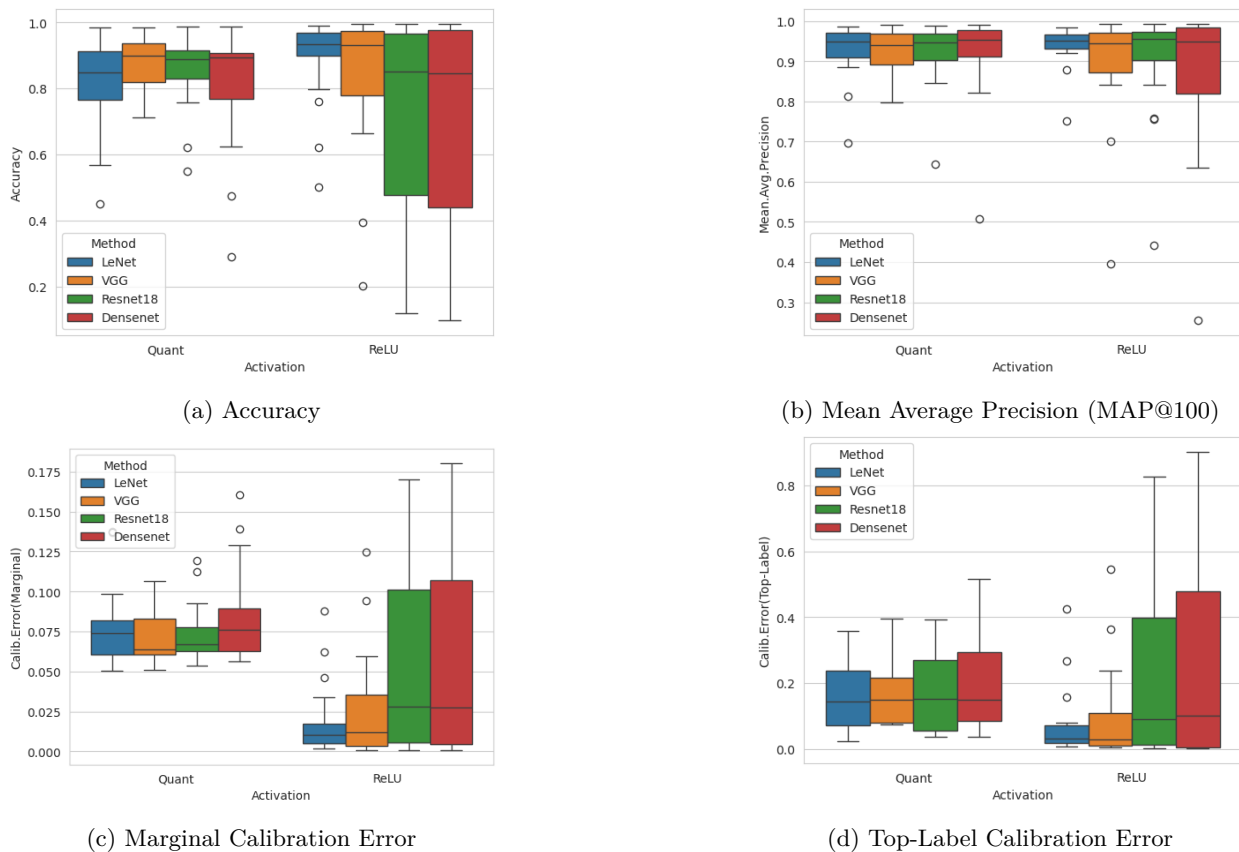 1.0
0.8
0.6
0.4
0.2
Accuracy
Method
LeNet
VGG
Resnet18
Densenet
Quant
ReLU
Activation
(a) Accuracy
1.0
0.9
0.8
0.7
0.6
0.5
0.4
0.3
Mean.Avg.Precision
Method
LeNet
VGG
Resnet18
Densenet
Quant
ReLU
Activation
(b) Mean Average Precision (MAP@100)
0.175
0.150
0.125
0.100
0.075
0.050
0.025
0.000
Calib.Error(Marginal)
Method
LeNet
VGG
Resnet18
Densenet
Quant
ReLU
Activation
(c) Marginal Calibration Error
0.8
0.6
0.4
0.2
0.0
Calib.Error(Top-Label)
Method
LeNet
VGG
Resnet18
Densenet
Quant
ReLU
Activation
(d) Top-Label Calibration Error